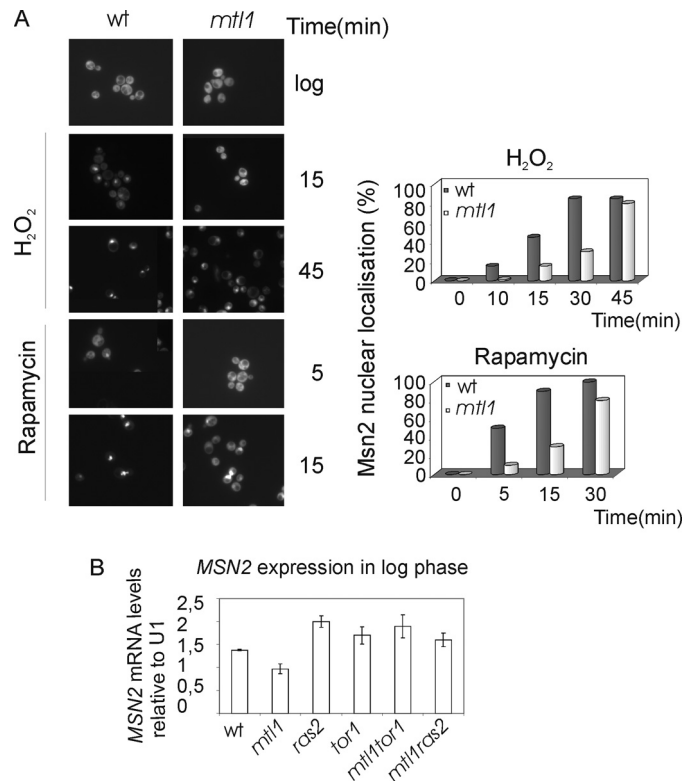 A
wt
mtl1
Time(min)
log
H₂O₂
15
45
Rapamycin
5
15
Msn2 nuclear localisation (%)
H₂O₂
100
80
60
40
20
0
wt
mtl1
0 10 15 30 45
Time(min)
Rapamycin
100
80
60
40
20
0
wt
mtl1
0 5 15 30
Time(min)
B
MSN2 expression in log phase
MSN2 mRNA levels
relative to U1
2,5
1,5
1
0,5
0
wt mtl1 ras2 tor1 mtl1tor1 mtl1ras2